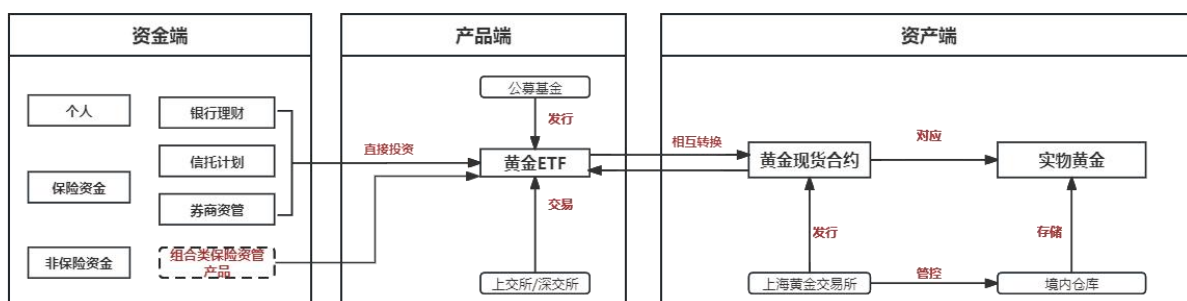 资金端
产品端
资产端
个人
银行理财
信托计划
保险资金
券商资管
非保险资金
组合类保险资管
产品
直接投资
公募基金
发行
黄金ETF
交易
上交所/深交所
相互转换
黄金现货合约
对应
实物黄金
发行
存储
上海黄金交易所
管控
境内仓库